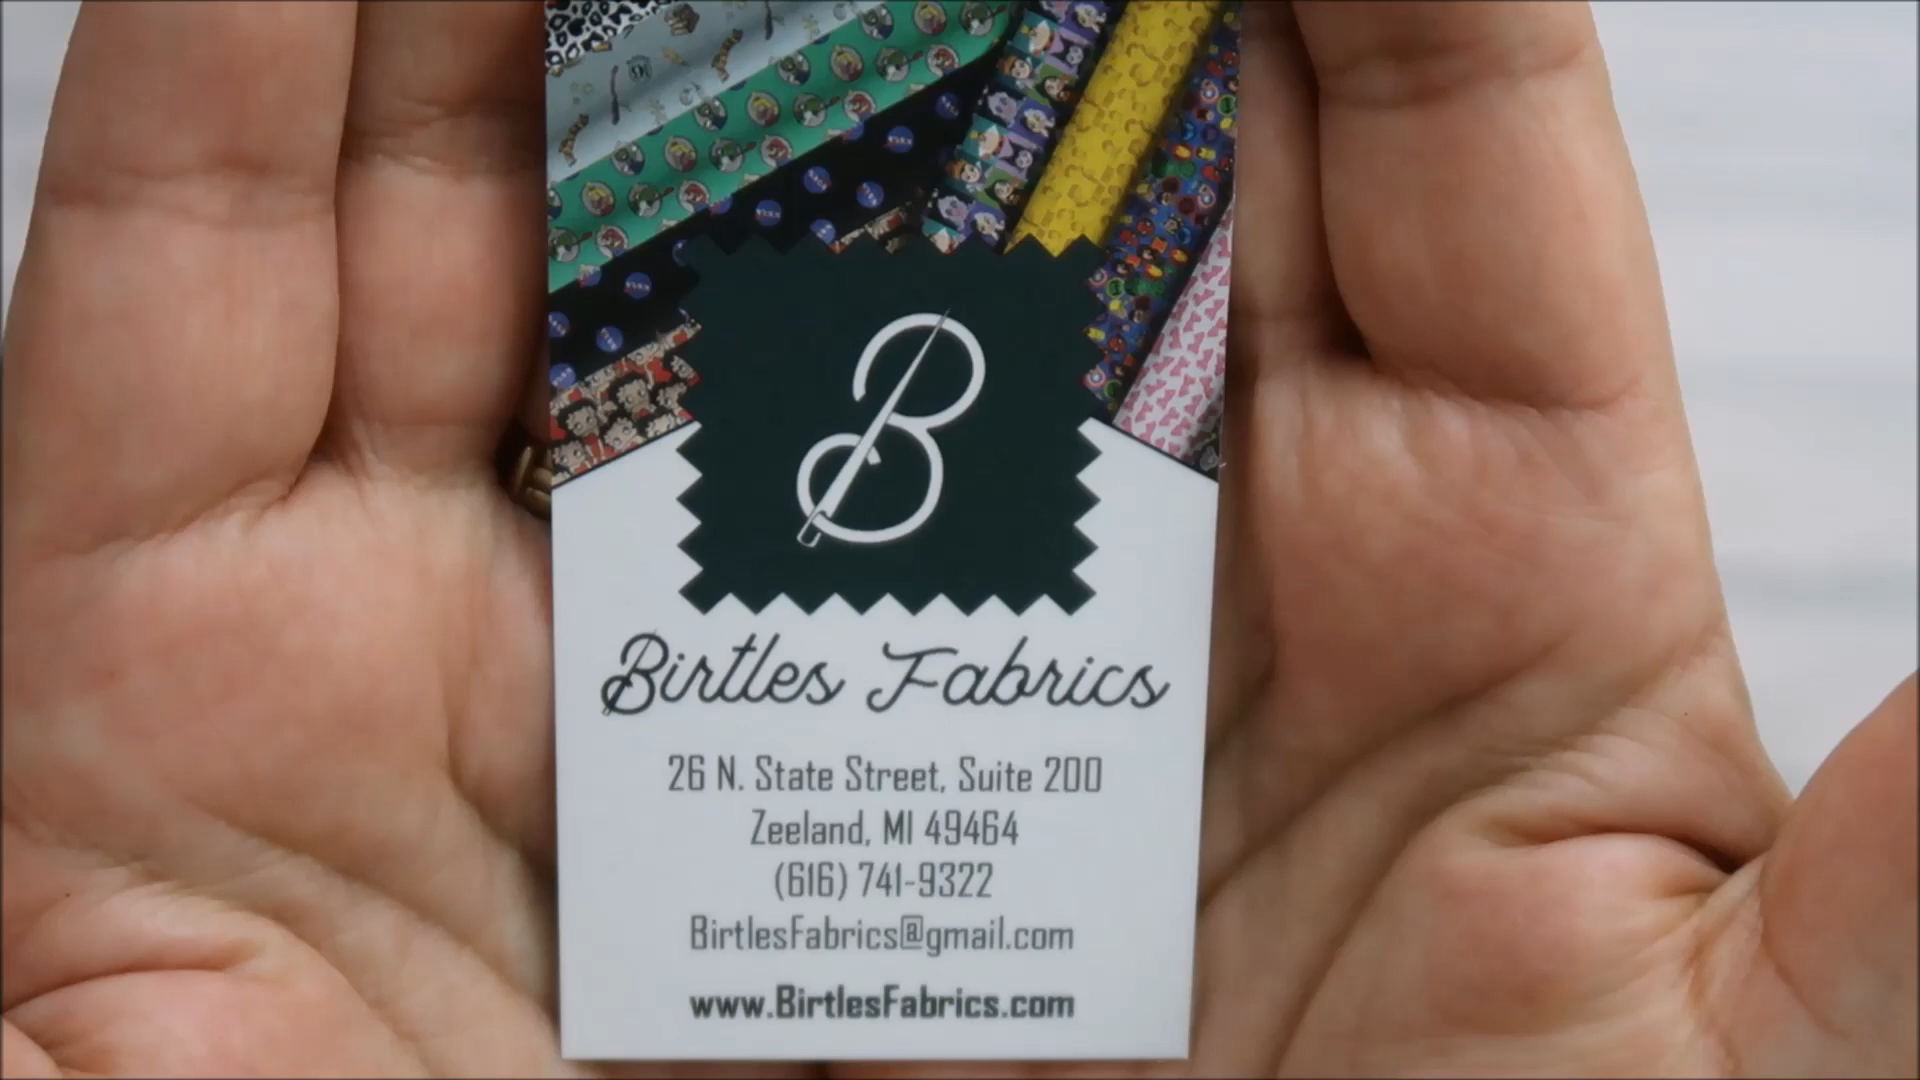 B
Birtles Fabrics
26 N. State Street, Suite 200
Zeeland, MI 49464
(616) 741-9322
BirtlesFabrics@gmail.com
www.BirtlesFabrics.com